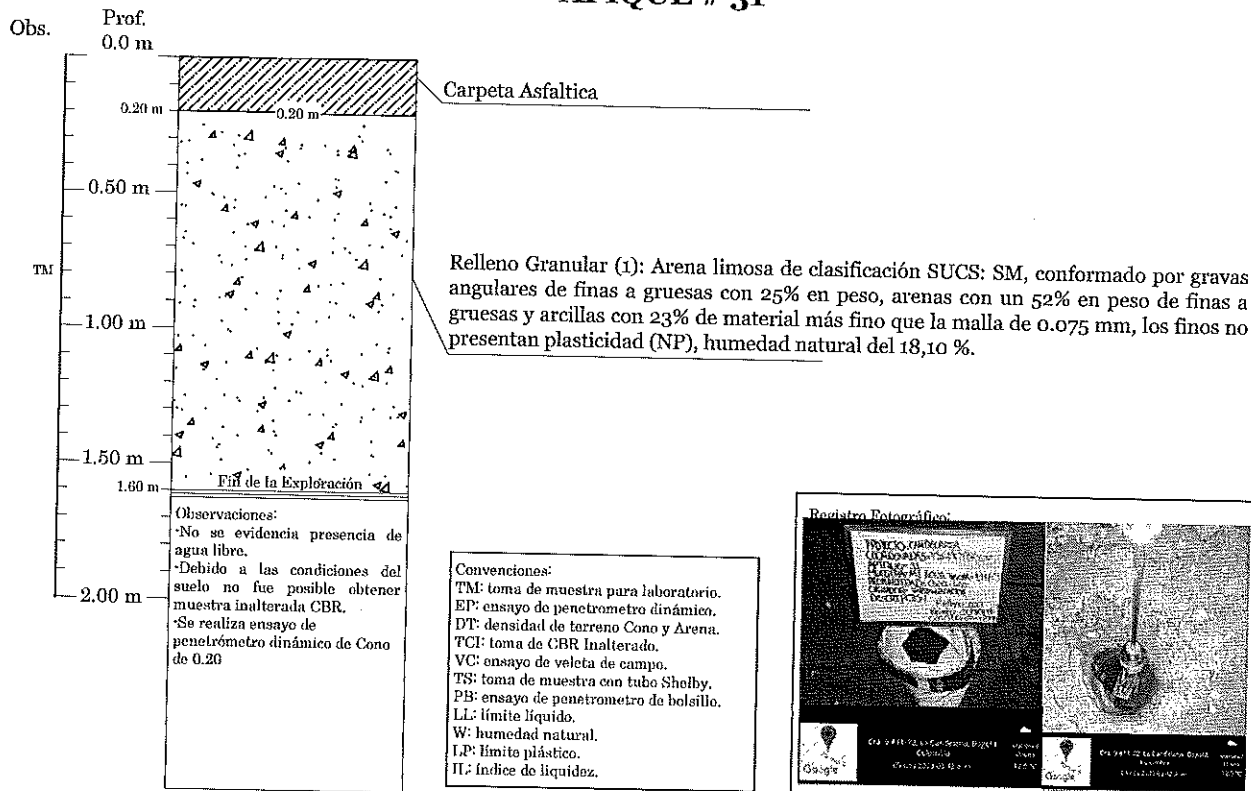 APIQUE # 31
Obs.
Prof.
0.0 m
0.20 m
0.20 m
Carpeta Asfaltica
0.50 m
TM
Relleno Granular (1): Arena limosa de clasificación SUCS: SM, conformado por gravas
angulares de finas a gruesas con 25% en peso, arenas con un 52% en peso de finas a
gruesas y arcillas con 23% de material más fino que la malla de 0.075 mm, los finos no
presentan plasticidad (NP), humedad natural del 18,10 %.
1.00 m
1.50 m
1.60 m
Fin de la Exploración
2.00 m
Observaciones:
-No se evidencia presencia de
agua libre.
-Debido a las condiciones del
suelo no fue posible obtener
muestra inalterada CBR.
-Se realiza ensayo de
penetrómetro dinámico de Cono
de 0.20
Convenciones:
TM: toma de muestra para laboratorio.
EP: ensayo de penetrometro dinámico.
DT: densidad de terreno Cono y Arena.
TCI: toma de CBR Inalterado.
VC: ensayo de veleta de campo.
TS: toma de muestra con tubo Shelby.
PB: ensayo de penetrometro de bolsillo.
LL: límite líquido.
W: humedad natural.
LP: límite plástico.
IL: índice de liquidez.
Registro Fotográfico:
Google
Google